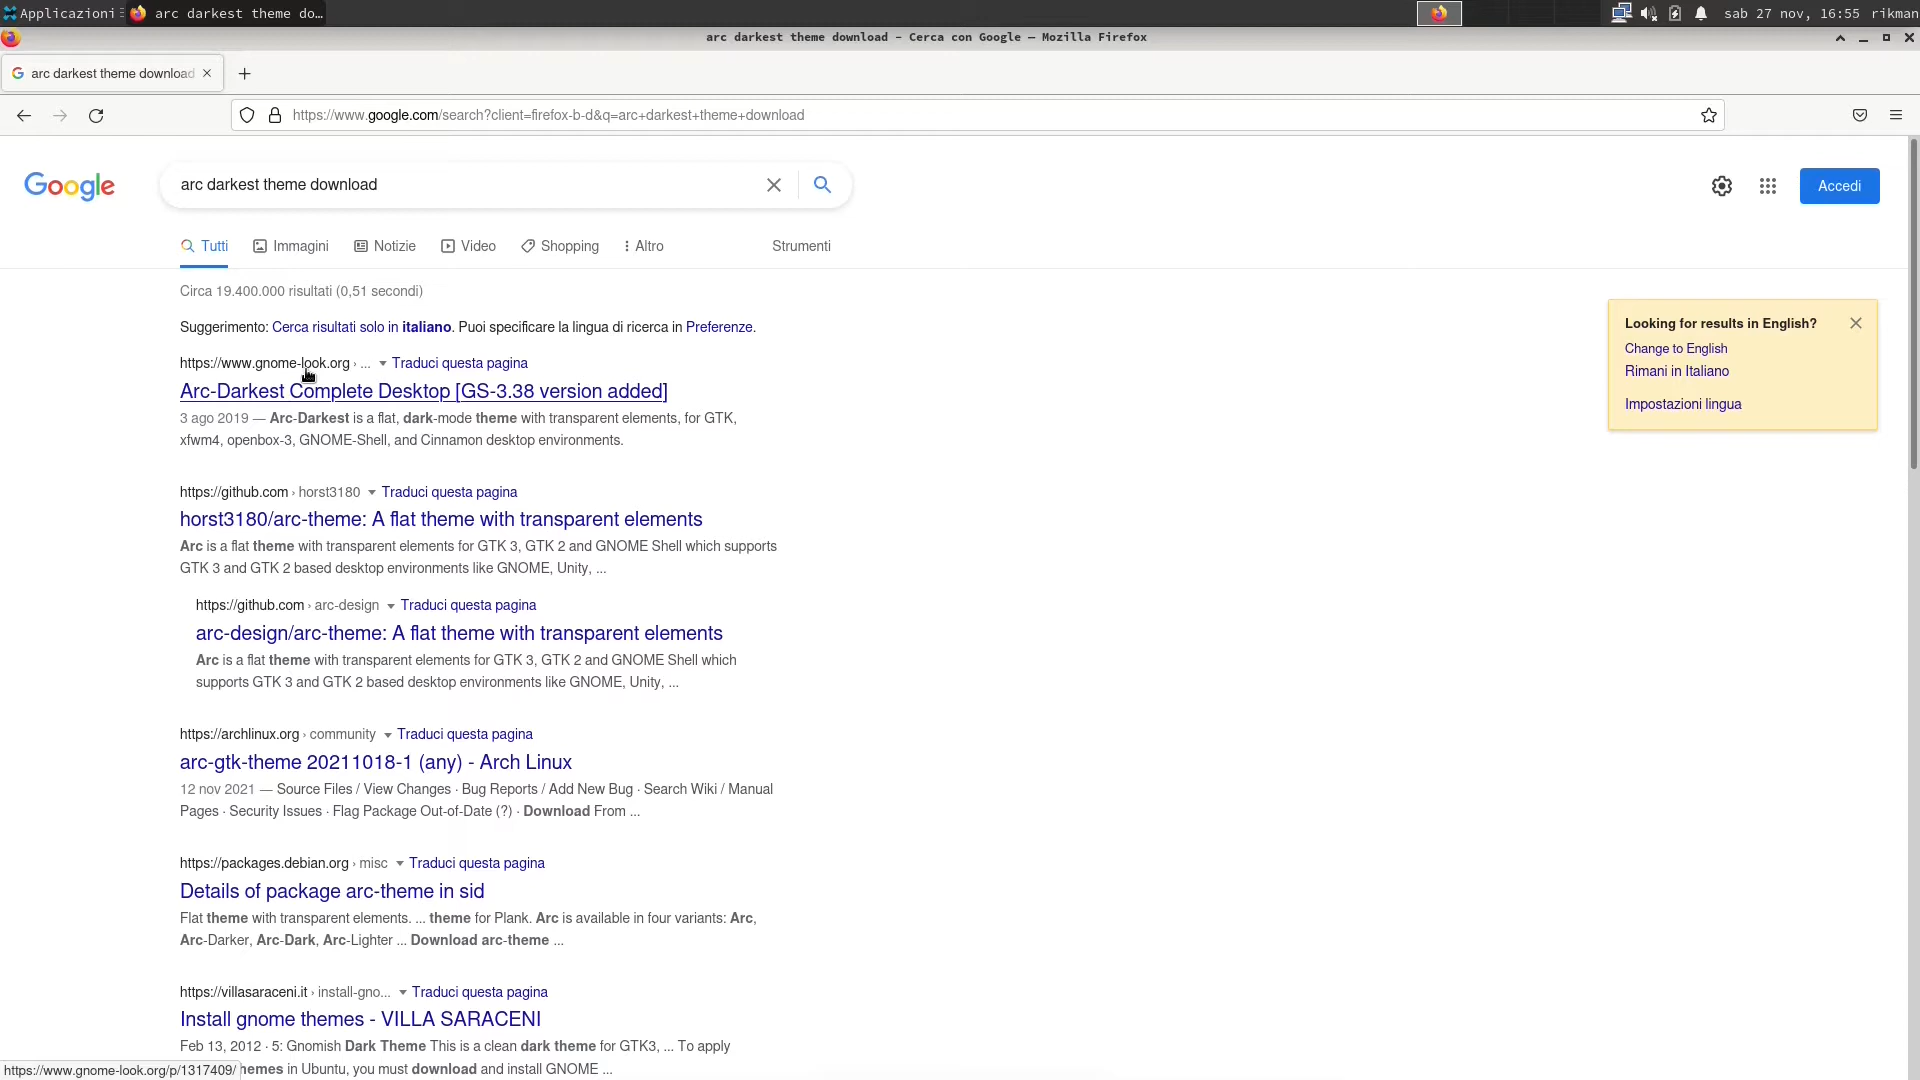 Applicazioni arc darkest theme do... sab 27 nov, 16:55 rikman
arc darkest theme download - Cerca con Google — Mozilla Firefox
arc darkest theme download
https://www.google.com/search?client=firefox-b-d&q=arc+darkest+theme+download
Google arc darkest theme download Accedi
Tutti Immagini Notizie Video Shopping Altro Strumenti
Circa 19.400.000 risultati (0,51 secondi)
Suggerimento: Cerca risultati solo in italiano. Puoi specificare la lingua di ricerca in Preferenze.
https://www.gnome-look.org › ... Traduci questa pagina
Arc-Darkest Complete Desktop [GS-3.38 version added]
3 ago 2019 — Arc-Darkest is a flat, dark-mode theme with transparent elements, for GTK,
xfwm4, openbox-3, GNOME-Shell, and Cinnamon desktop environments.
https://github.com › horst3180 Traduci questa pagina
horst3180/arc-theme: A flat theme with transparent elements
Arc is a flat theme with transparent elements for GTK 3, GTK 2 and GNOME Shell which supports
GTK 3 and GTK 2 based desktop environments like GNOME, Unity, ...
https://github.com › arc-design Traduci questa pagina
arc-design/arc-theme: A flat theme with transparent elements
Arc is a flat theme with transparent elements for GTK 3, GTK 2 and GNOME Shell which
supports GTK 3 and GTK 2 based desktop environments like GNOME, Unity, ...
https://archlinux.org › community Traduci questa pagina
arc-gtk-theme 20211018-1 (any) - Arch Linux
12 nov 2021 — Source Files / View Changes · Bug Reports / Add New Bug · Search Wiki / Manual
Pages · Security Issues · Flag Package Out-of-Date (?) · Download From ...
https://packages.debian.org › misc Traduci questa pagina
Details of package arc-theme in sid
Flat theme with transparent elements. ... theme for Plank. Arc is available in four variants: Arc,
Arc-Darker, Arc-Dark, Arc-Lighter ... Download arc-theme ...
https://villasaraceni.it › install-gno... Traduci questa pagina
Install gnome themes - VILLA SARACENI
Feb 13, 2012 · 5: Gnomish Dark Theme This is a clean dark theme for GTK3, ... To apply
hemes in Ubuntu, you must download and install GNOME ...
https://www.gnome-look.org/p/1317409/
Looking for results in English?
Change to English
Rimani in Italiano
Impostazioni lingua